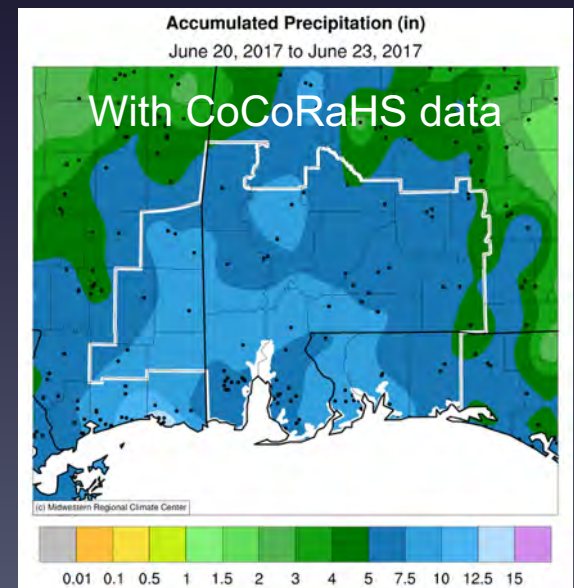 Accumulated Precipitation (in)
June 20, 2017 to June 23, 2017
With CoCoRaHS data
(c) Midwestern Regional Climate Center
0.01 0.1 0.5 1 1.5 2 3 4 5 7.5 10 12.5 15